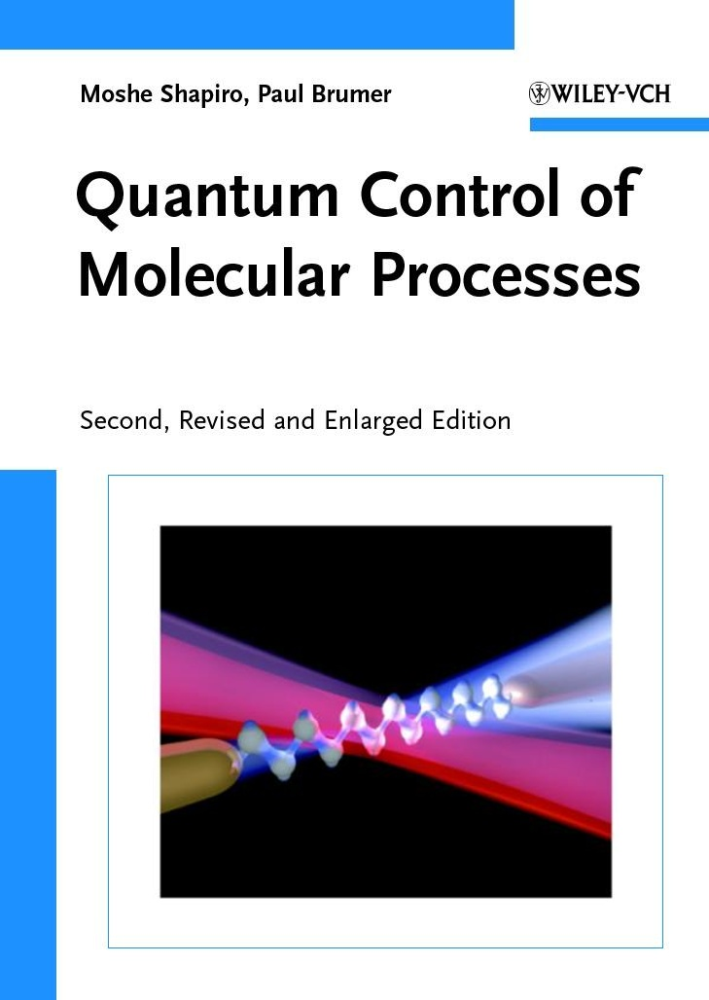 Moshe Shapiro, Paul Brumer
WILEY-VCH
Quantum Control of
Molecular Processes
Second, Revised and Enlarged Edition